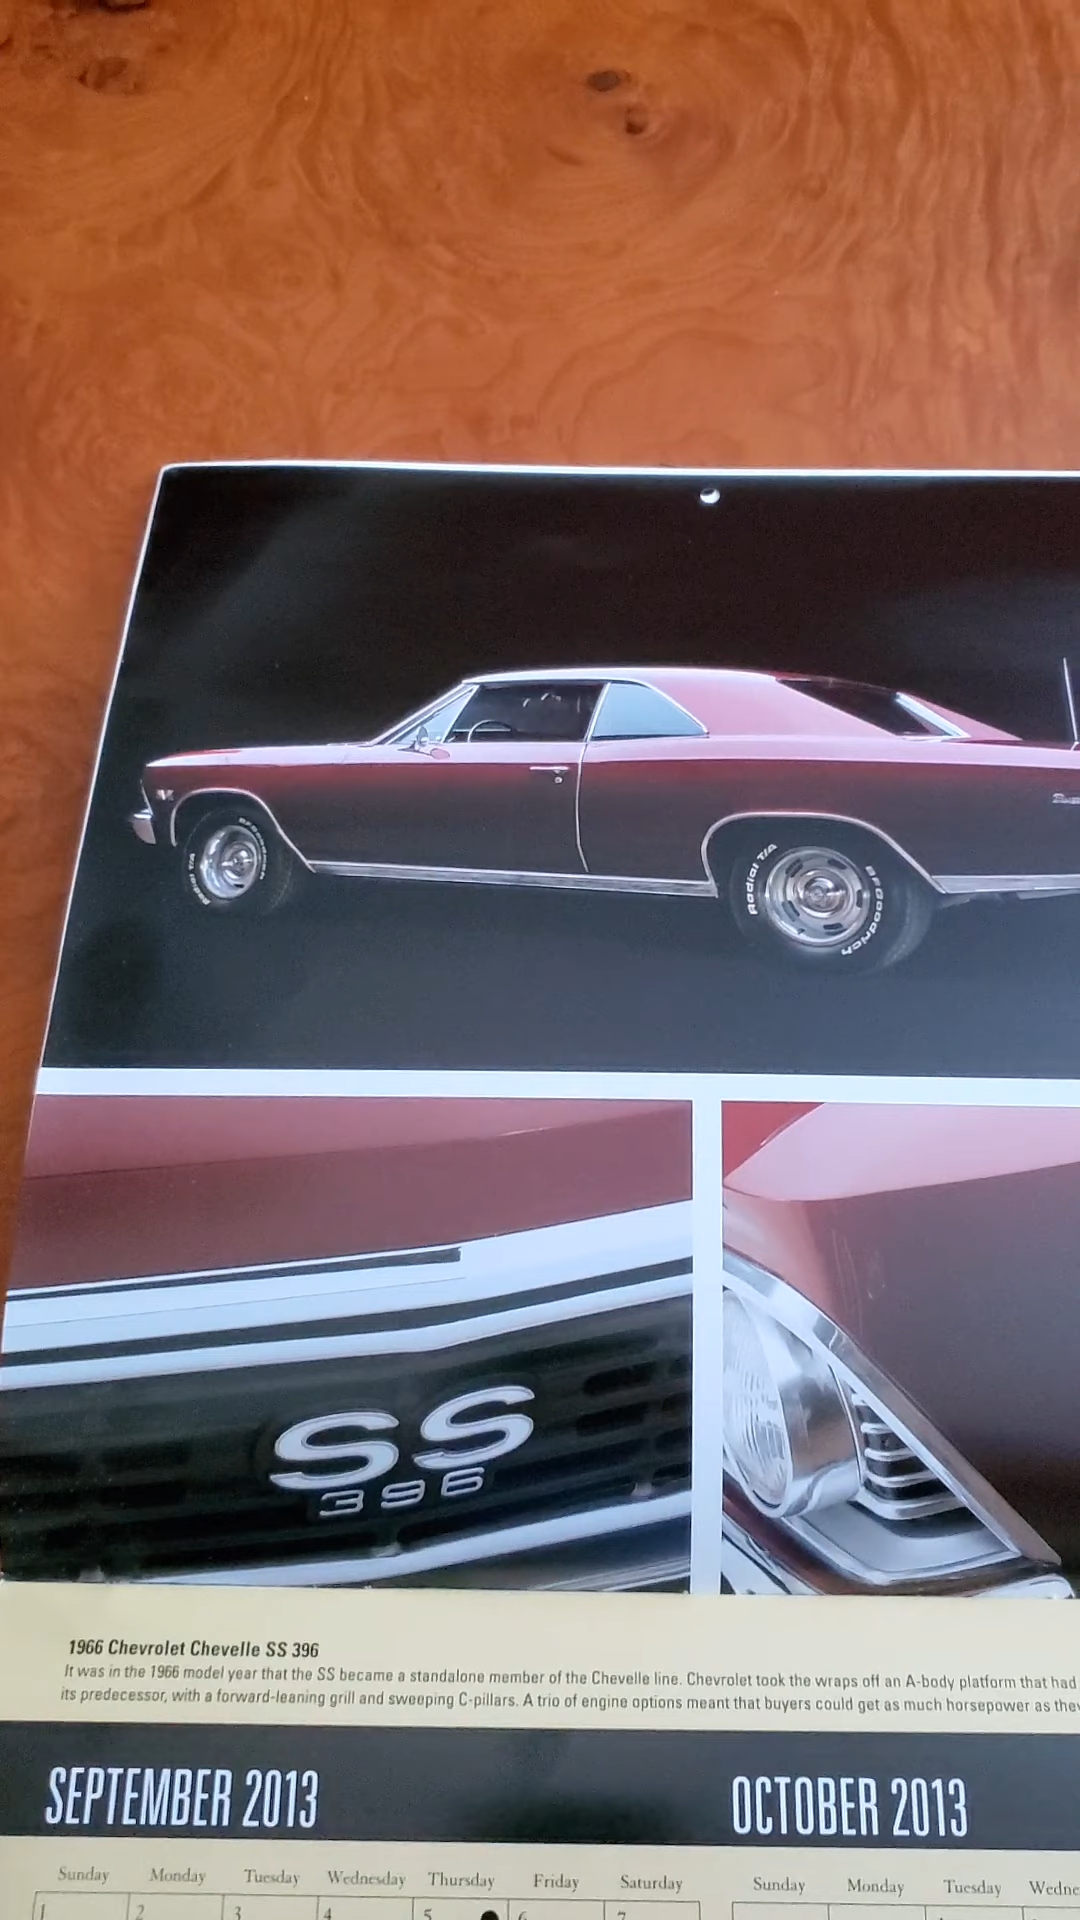 Radial T/A
BFGoodrich
Radial T/A
BFGoodrich
SS
396
1966 Chevrolet Chevelle SS 396
It was in the 1966 model year that the SS became a standalone member of the Chevelle line. Chevrolet took the wraps off an A-body platform that had
its predecessor, with a forward-leaning grill and sweeping C-pillars. A trio of engine options meant that buyers could get as much horsepower as they
SEPTEMBER 2013
OCTOBER 2013
Sunday Monday Tuesday Wednesday Thursday Friday Saturday
Sunday Monday Tuesday Wedne
1 2 3 4 5 6 7